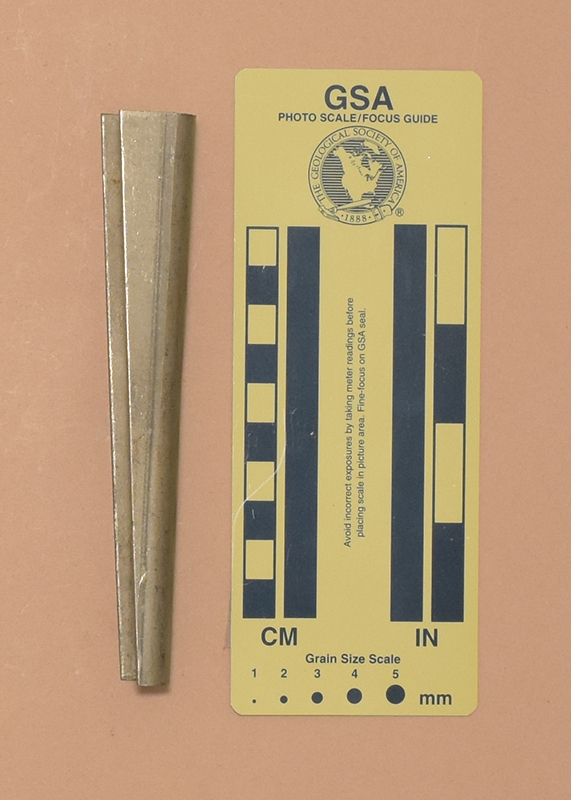 GSA
PHOTO SCALE/FOCUS GUIDE
THE GEOLOGICAL SOCIETY OF AMERICA
·1888·
®
Avoid incorrect exposures by taking meter readings before
placing scale in picture area. Fine-focus on GSA seal.
CM
IN
Grain Size Scale
1 2 3 4 5
mm